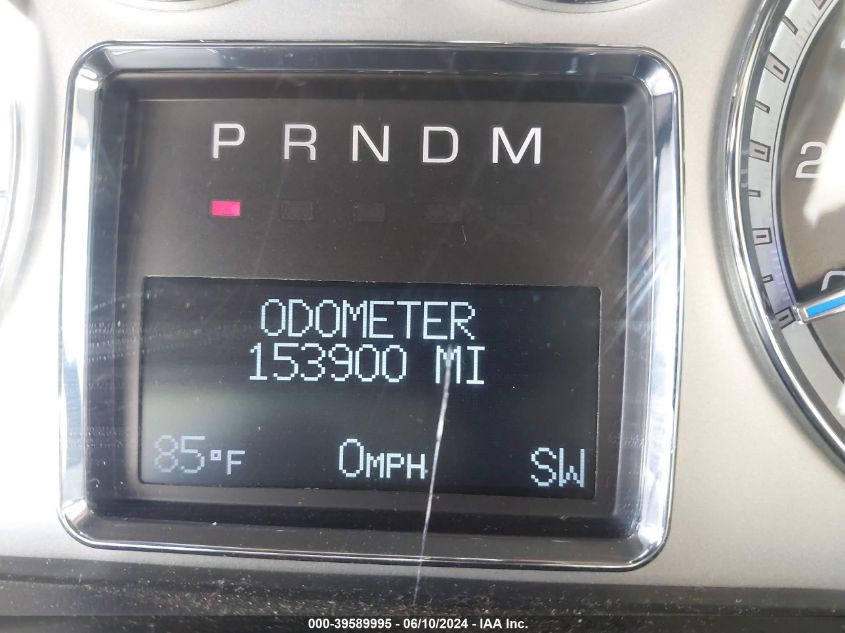 P R N D M
ODOMETER
153900 MI
85°F 0MPH SW
000-39589995 - 06/10/2024 - IAA Inc.